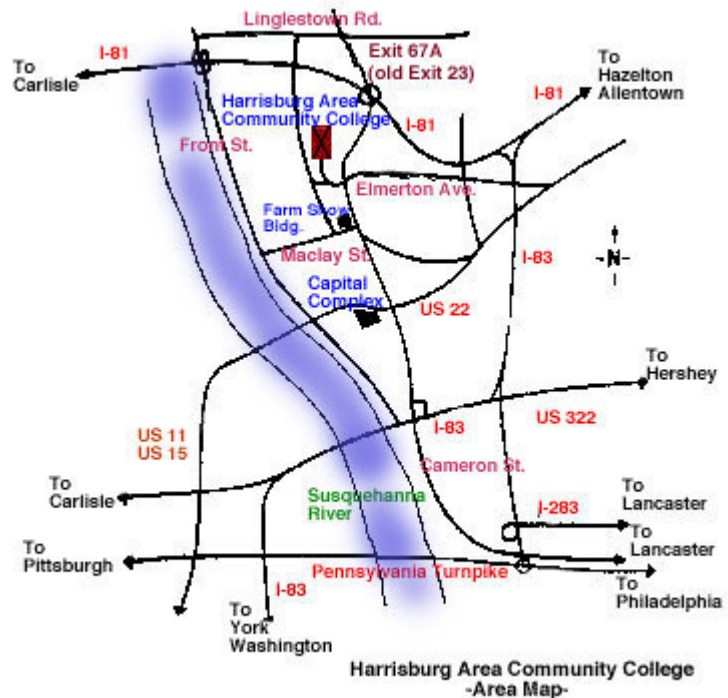 Linglestown Rd.
I-81
Exit 67A
(old Exit 23)
To
Carlisle
To
Hazelton
Allentown
I-81
Harrisburg Area
Community College
I-81
From St.
Elmerton Ave.
Farm Show
Bldg.
Maclay St.
I-83
-N-
Capital
Complex
US 22
To
Hershey
US 322
I-83
US 11
US 15
Cameron St.
To
Carlisle
Susquehanna
River
I-283
To
Lancaster
To
Lancaster
To
Pittsburgh
Pennsylvania Turnpike
To
Philadelphia
I-83
To
York
Washington
Harrisburg Area Community College
-Area Map-